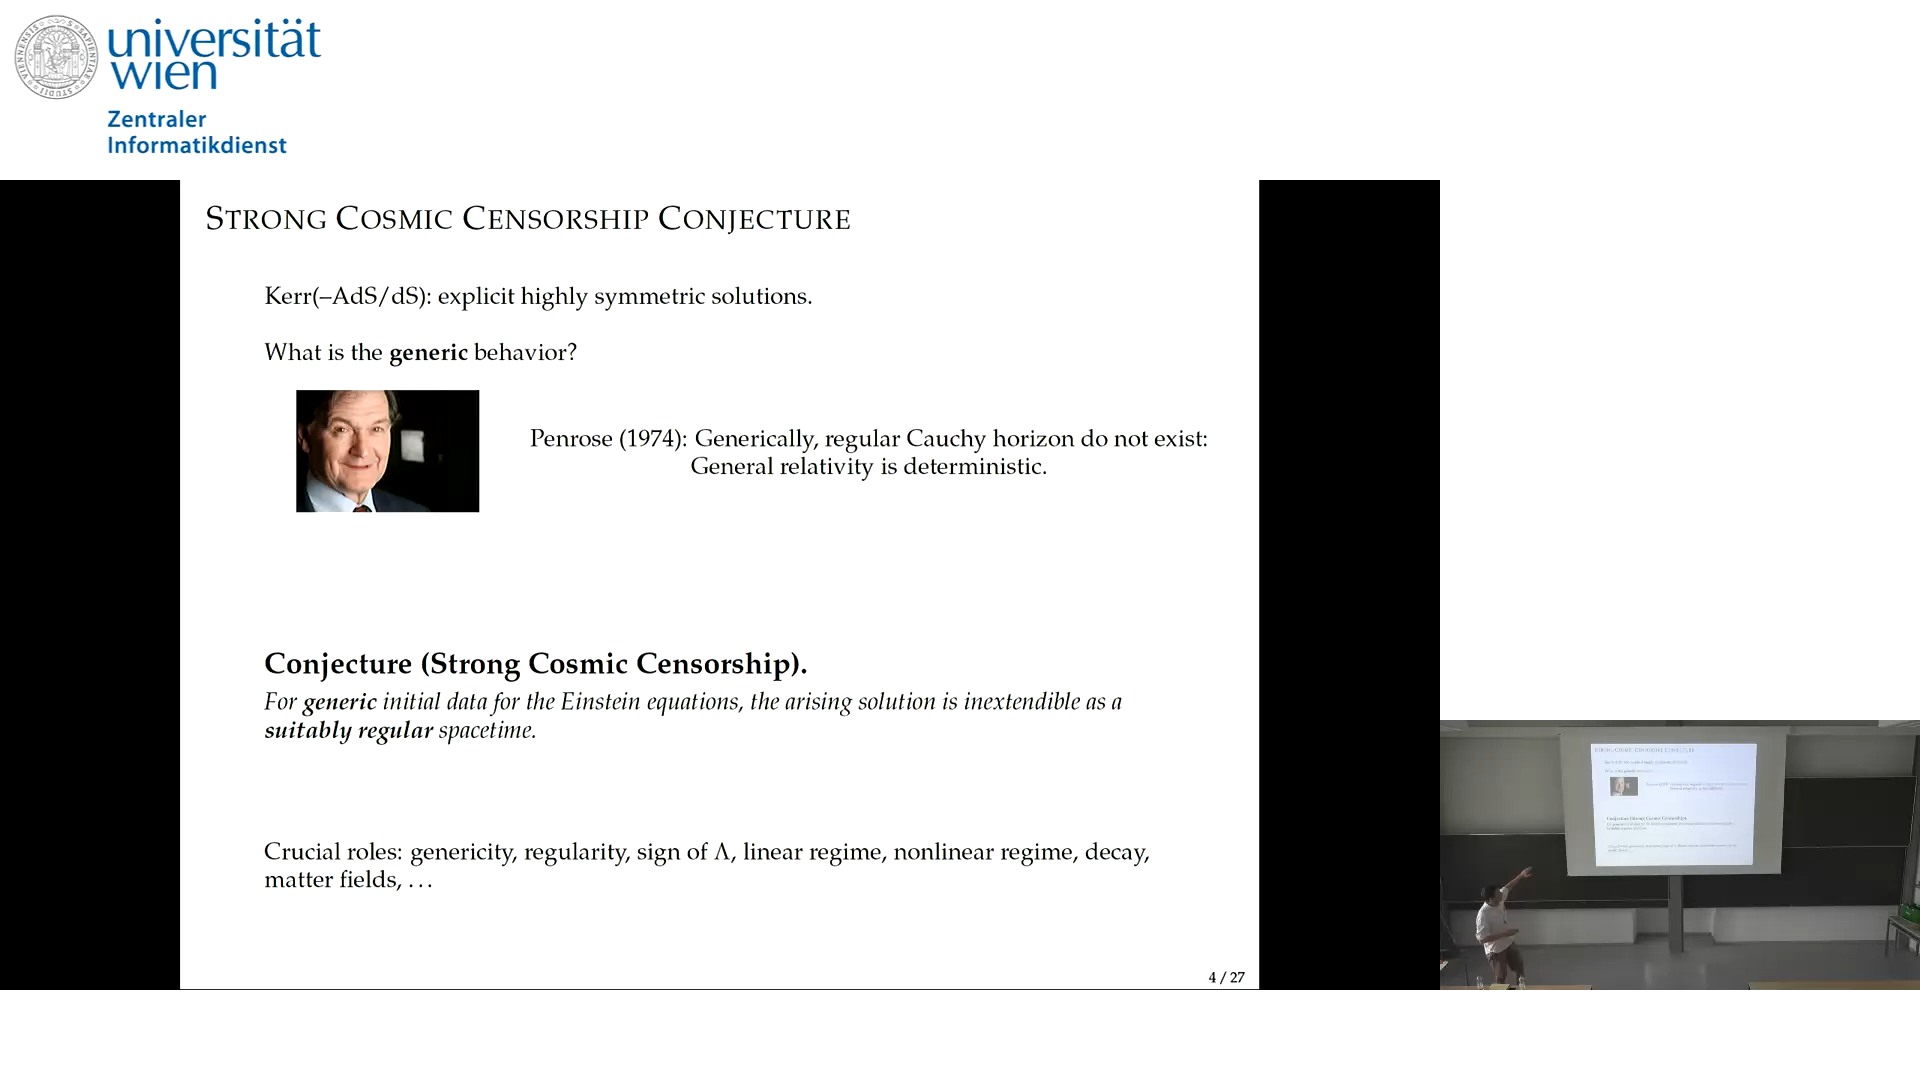 universität
wien
Zentraler
Informatikdienst
STRONG COSMIC CENSORSHIP CONJECTURE
Kerr(–AdS/dS): explicit highly symmetric solutions.
What is the generic behavior?
Penrose (1974): Generically, regular Cauchy horizon do not exist:
General relativity is deterministic.
Conjecture (Strong Cosmic Censorship).
For generic initial data for the Einstein equations, the arising solution is inextendible as a
suitably regular spacetime.
Crucial roles: genericity, regularity, sign of Λ, linear regime, nonlinear regime, decay,
matter fields, …
4 / 27